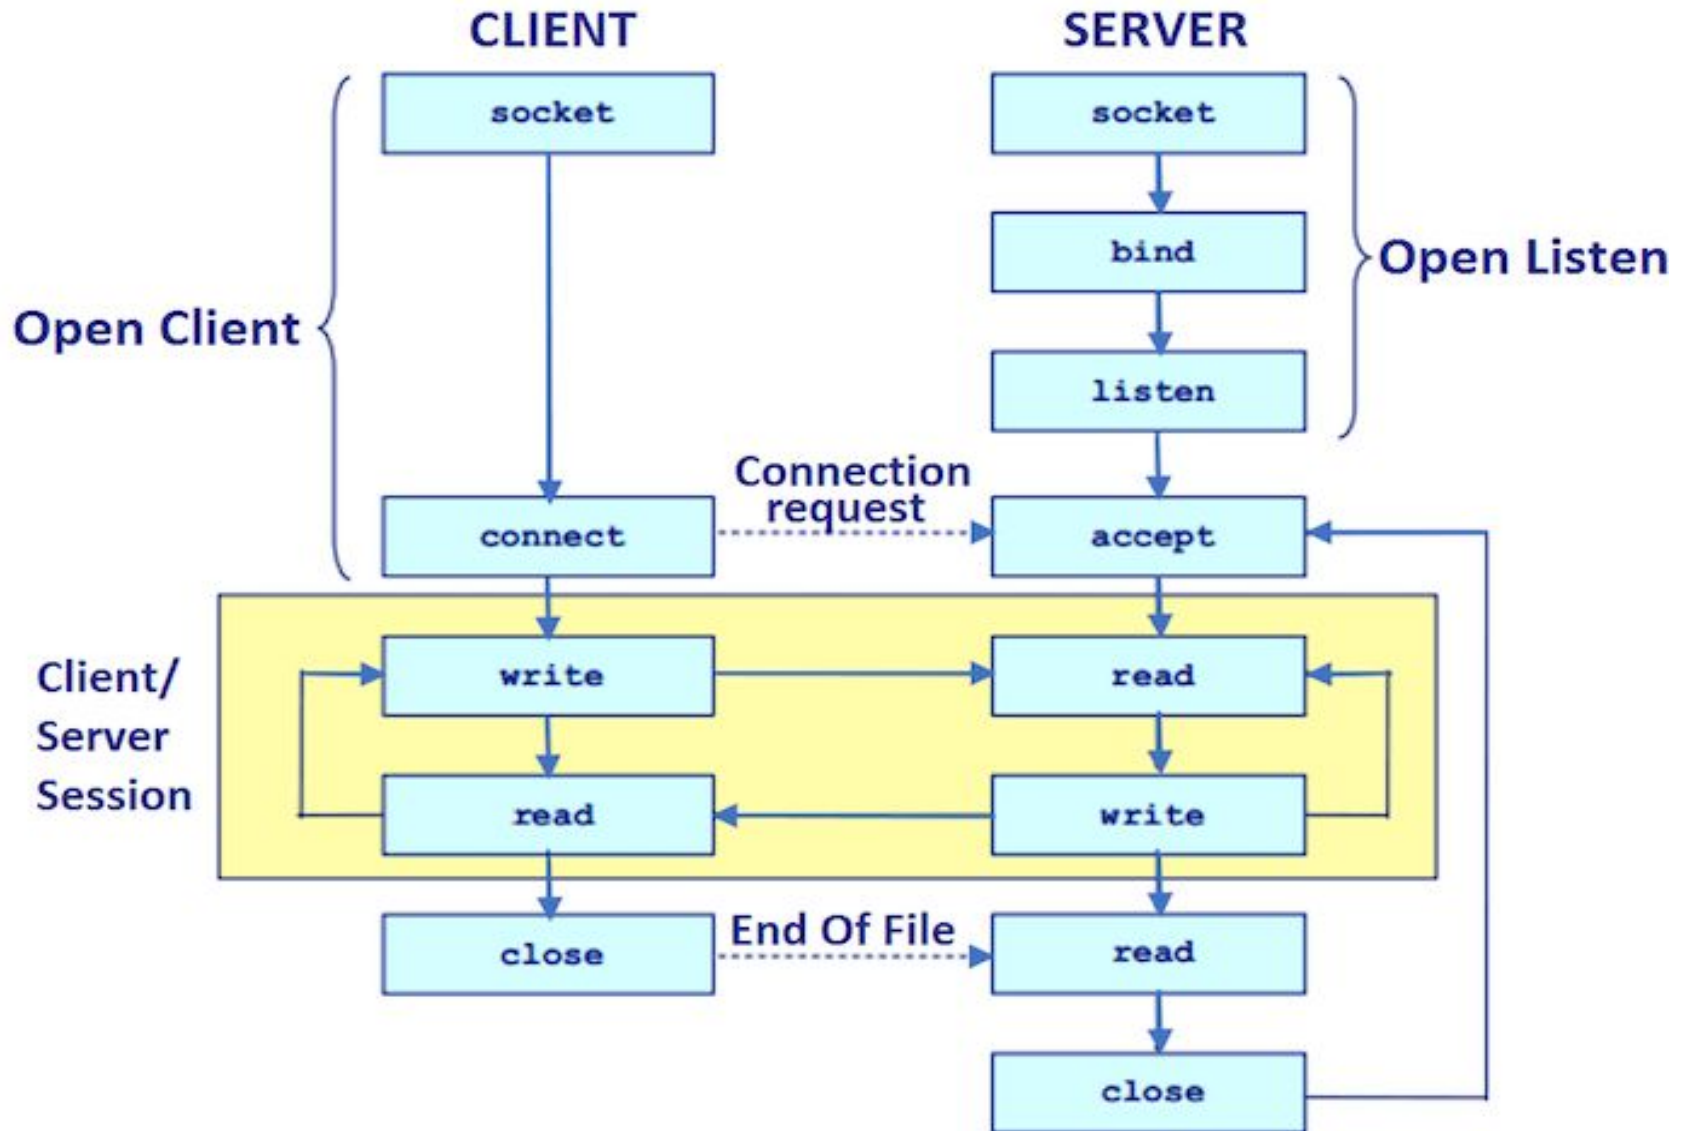 CLIENT
SERVER
socket
socket
bind
Open Listen
Open Client
listen
Connection
request
connect
accept
Client/
Server
Session
write
read
read
write
close
End Of File
read
close